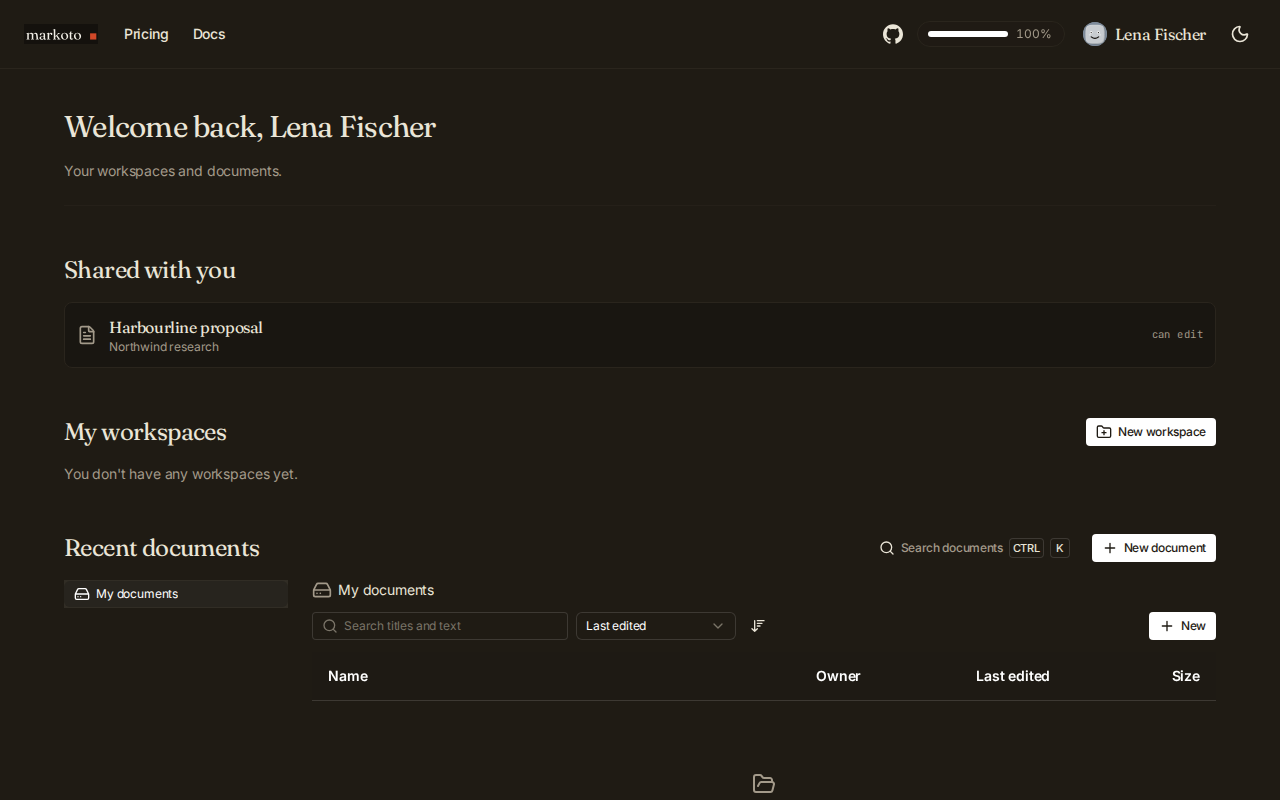 markoto
Pricing
Docs
100%
Lena Fischer
Welcome back, Lena Fischer
Your workspaces and documents.
Shared with you
Harbourline proposal
Northwind research
can edit
My workspaces
New workspace
You don't have any workspaces yet.
Recent documents
Search documents
CTRL
K
New document
My documents
My documents
Search titles and text
Last edited
New
Name
Owner
Last edited
Size